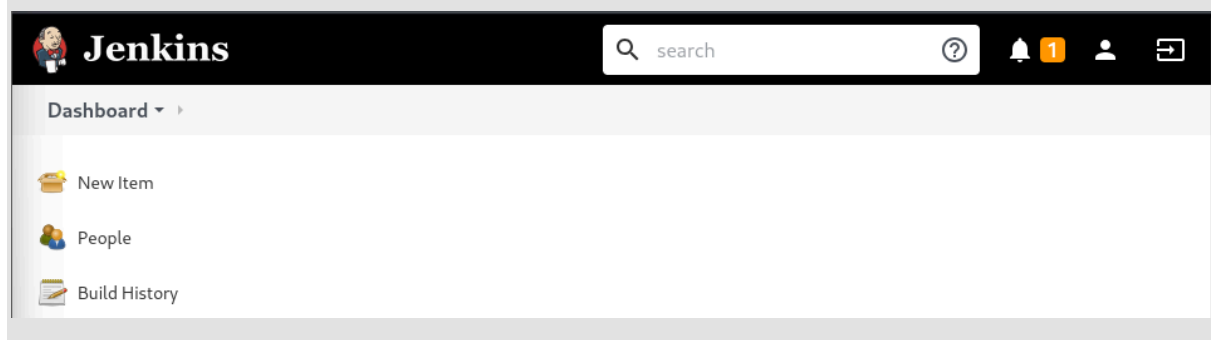 Jenkins
search
1
Dashboard
New Item
People
Build History